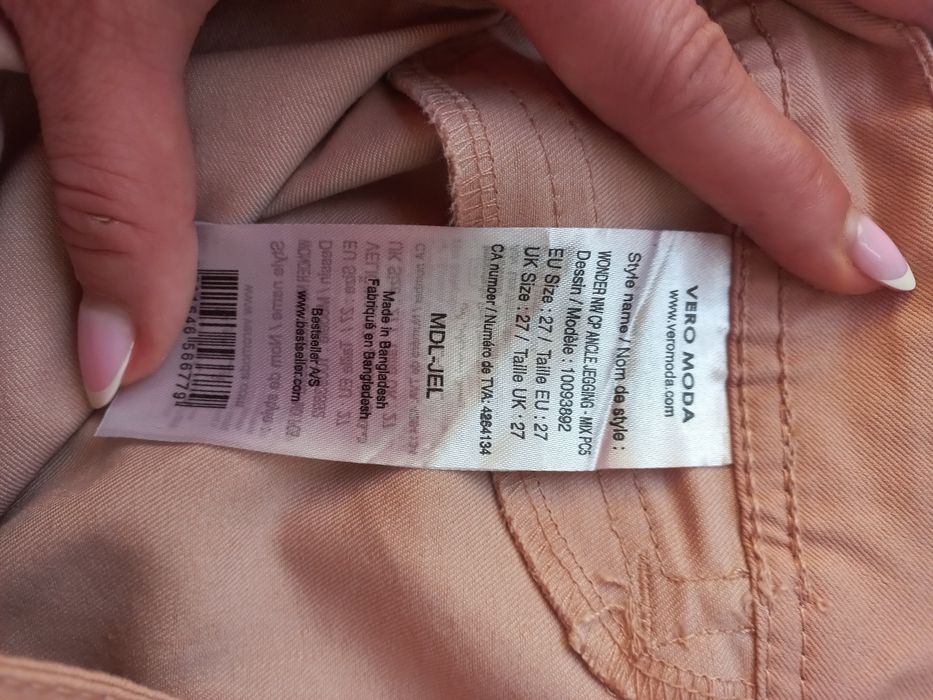 VERO MODA
www.veromoda.com
Style name / Nom de style :
WONDER NW CP ANCLE JEGGING - MIX PC5
Dessin / Modèle : 10093892
EU Size : 27 / Taille EU : 27
UK Size : 27 / Taille UK : 27
CA number / Numéro de TVA: 4264134
MDL-JEL
Made in Bangladesh
Fabriqué en Bangladesh
Bestseller A/S
www.bestseller.com